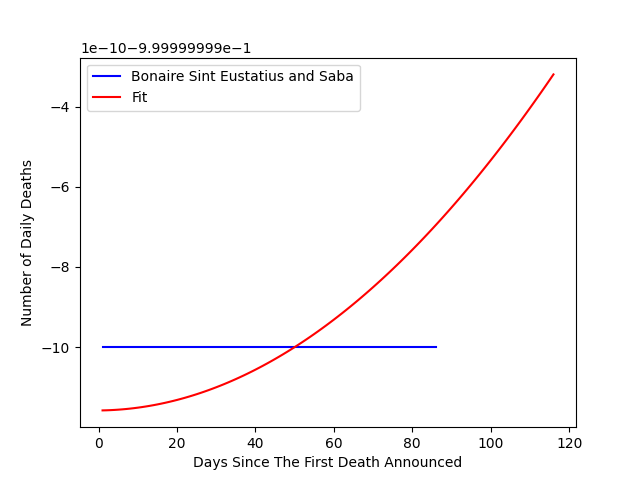 1e−10−9.99999999e−1
Bonaire Sint Eustatius and Saba
Fit
−4
−6
−8
−10
Number of Daily Deaths
0 20 40 60 80 100 120
Days Since The First Death Announced